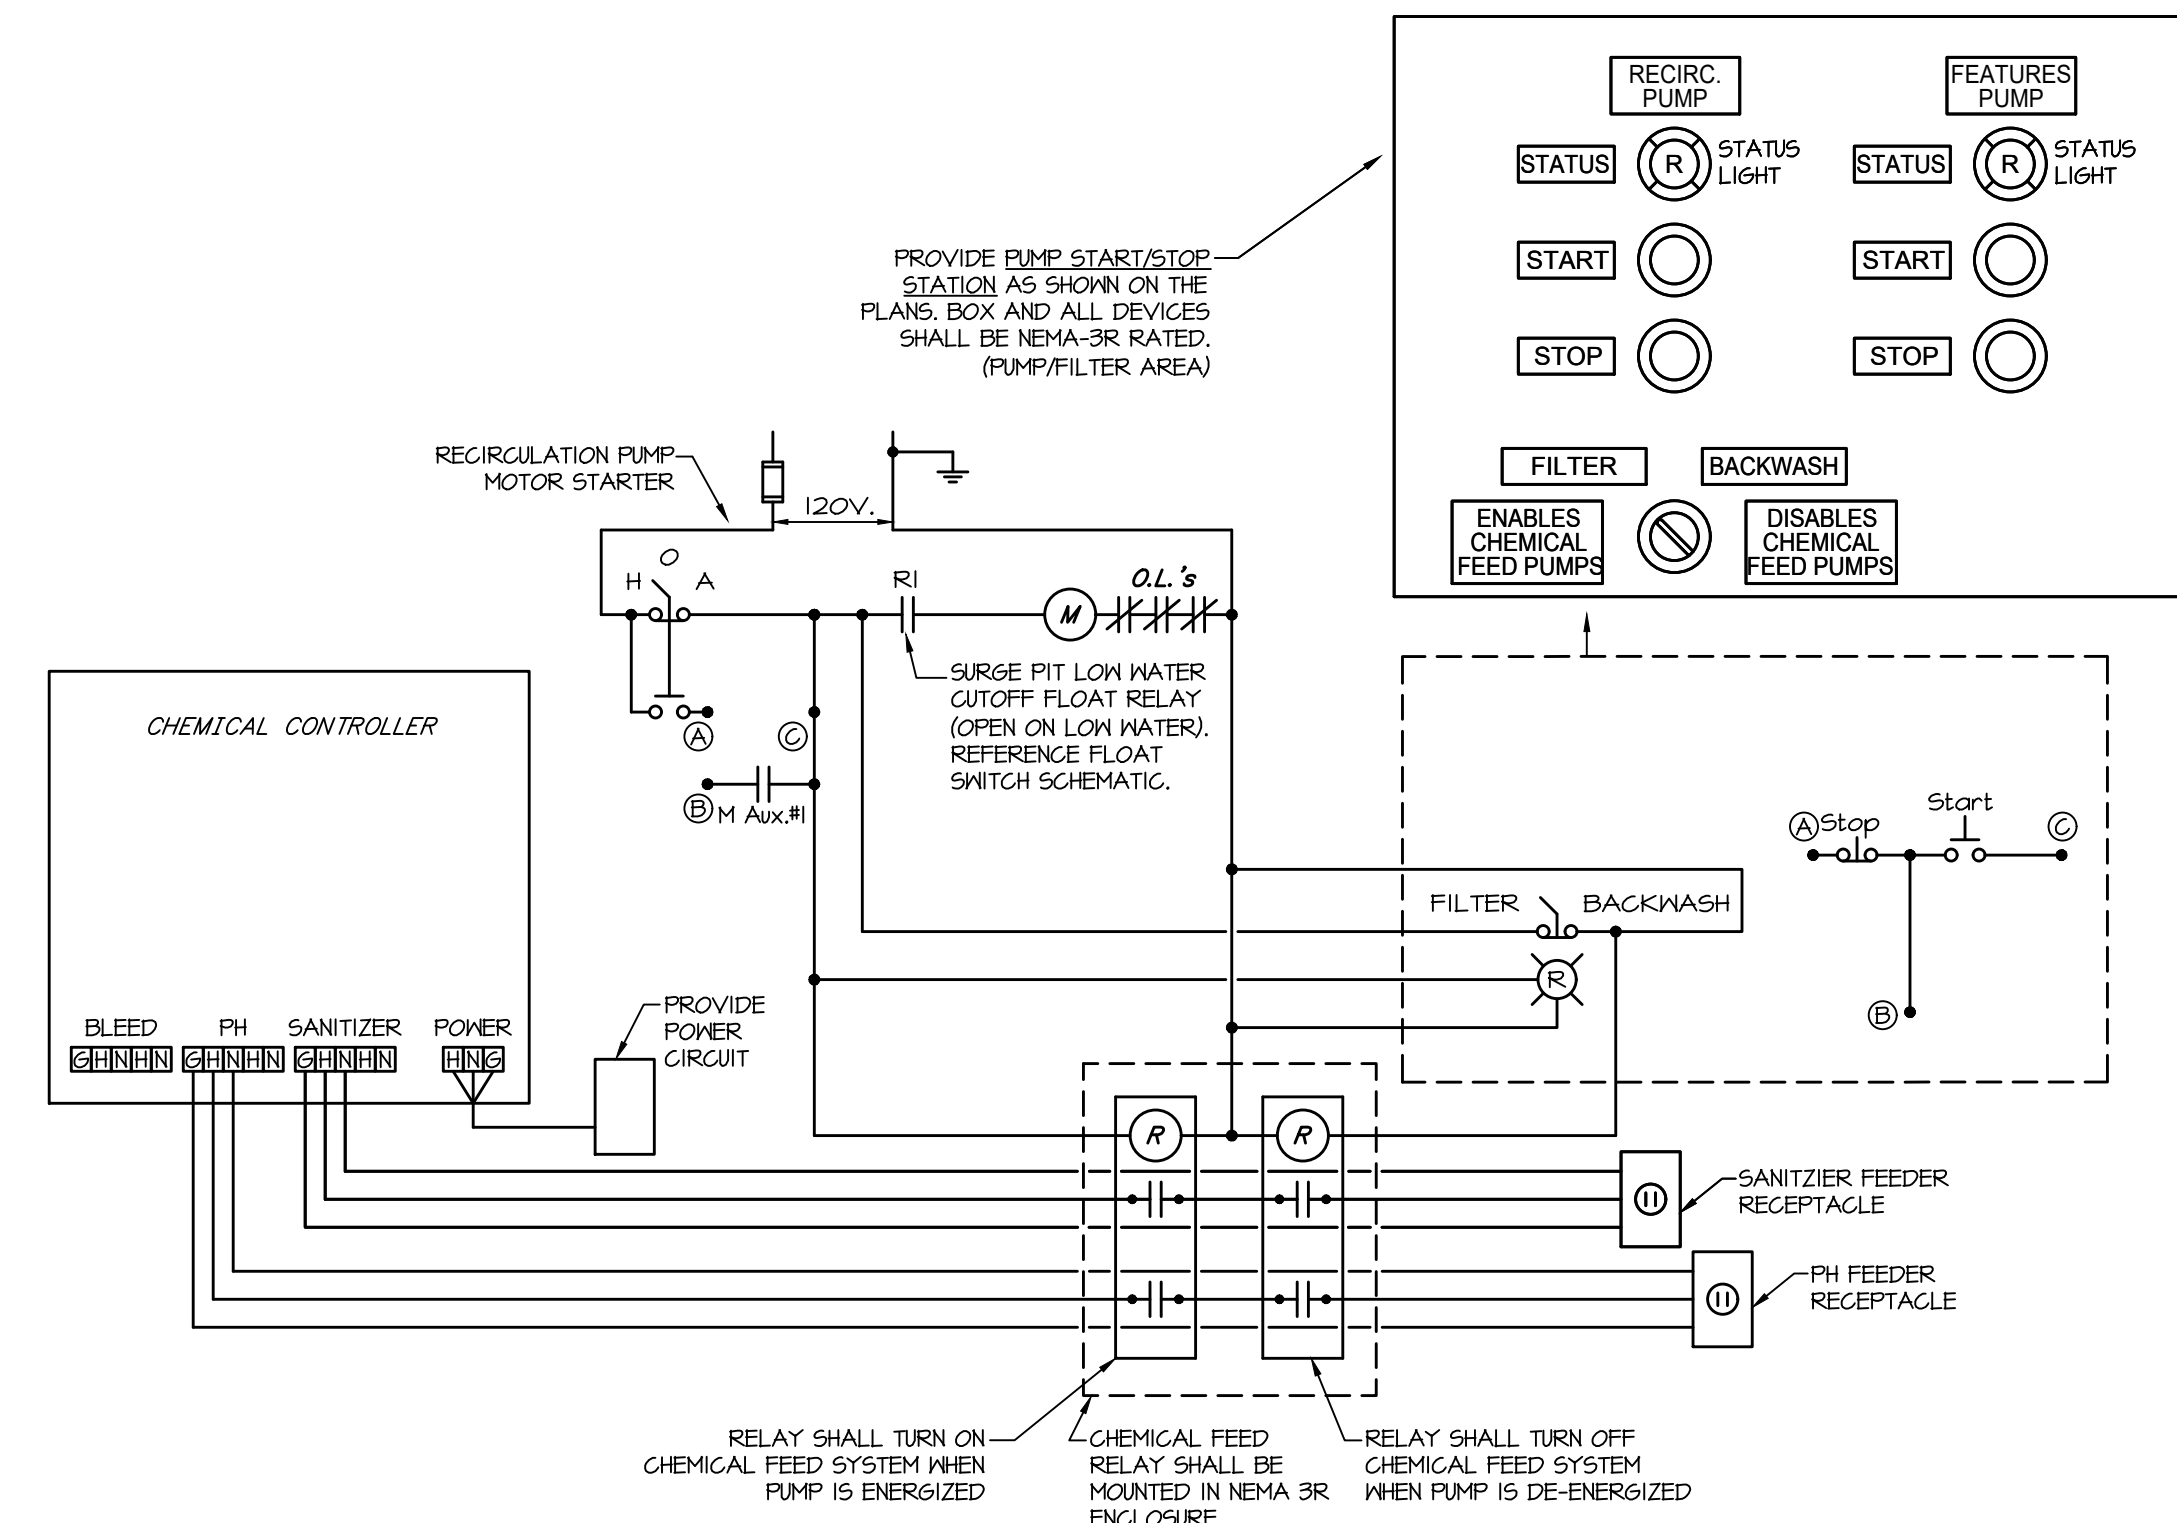 RECIRC.
PUMP
FEATURES
PUMP
STATUS
R
STATUS
LIGHT
STATUS
R
STATUS
LIGHT
START
START
STOP
STOP
FILTER
BACKWASH
ENABLES
CHEMICAL
FEED PUMPS
DISABLES
CHEMICAL
FEED PUMPS
PROVIDE PUMP START/STOP
STATION AS SHOWN ON THE
PLANS. BOX AND ALL DEVICES
SHALL BE NEMA-3R RATED.
(PUMP/FILTER AREA)
RECIRCULATION PUMP
MOTOR STARTER
120V.
H O A
R1
M
O.L.'s
SURGE PIT LOW WATER
CUTOFF FLOAT RELAY
(OPEN ON LOW WATER).
REFERENCE FLOAT
SWITCH SCHEMATIC.
A
C
B
M Aux.#1
CHEMICAL CONTROLLER
BLEED
PH
SANITIZER
POWER
GHNHN
GHNHN
GHNHN
HNG
PROVIDE
POWER
CIRCUIT
A
Stop
Start
C
B
FILTER
BACKWASH
R
R
R
SANITZIER FEEDER
RECEPTACLE
PH FEEDER
RECEPTACLE
RELAY SHALL TURN ON
CHEMICAL FEED SYSTEM WHEN
PUMP IS ENERGIZED
CHEMICAL FEED
RELAY SHALL BE
MOUNTED IN NEMA 3R
ENCLOSURE
RELAY SHALL TURN OFF
CHEMICAL FEED SYSTEM
WHEN PUMP IS DE-ENERGIZED